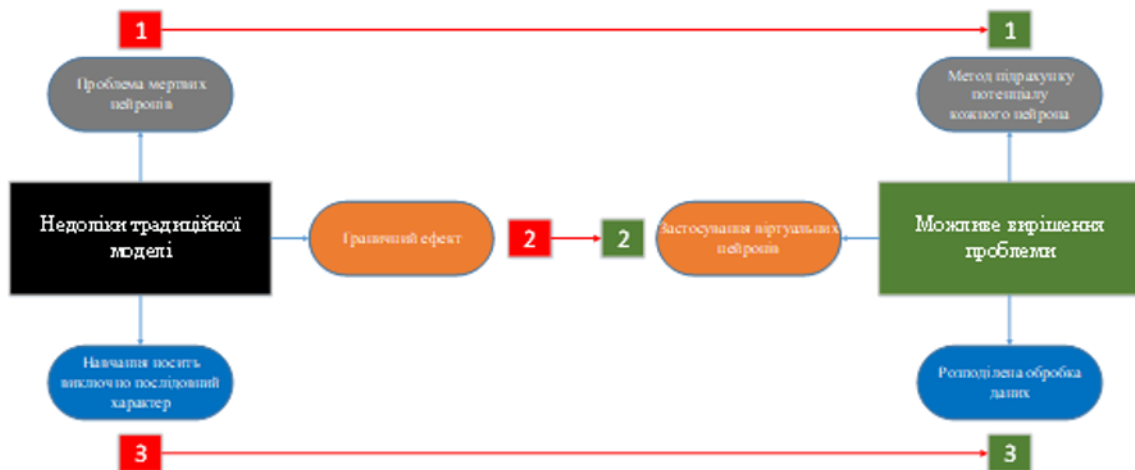 1
1
Проблема мертвих
нейронів
Метод підрахунку
потенціалу
кожного нейрона
Недоліки традиційної
моделі
Граничний ефект
2
2
Застосування віртуальних
нейронів
Можливе вирішення
проблеми
Навчання носить
виключно послідовний
характер
Розподілена обробка
даних
3
3